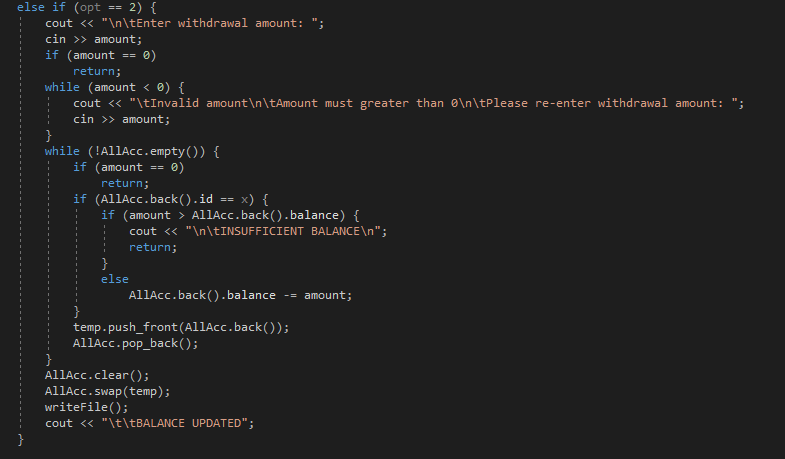 else if (opt == 2) {
cout << "\n\tEnter withdrawal amount: ";
cin >> amount;
if (amount == 0)
return;
while (amount < 0) {
cout << "\tInvalid amount\n\tAmount must greater than 0\n\tPlease re-enter withdrawal amount: ";
cin >> amount;
}
while (!AllAcc.empty()) {
if (amount == 0)
return;
if (AllAcc.back().id == x) {
if (amount > AllAcc.back().balance) {
cout << "\n\tINSUFFICIENT BALANCE\n";
return;
}
else
AllAcc.back().balance -= amount;
}
temp.push_front(AllAcc.back());
AllAcc.pop_back();
}
AllAcc.clear();
AllAcc.swap(temp);
writeFile();
cout << "\t\tBALANCE UPDATED";
}